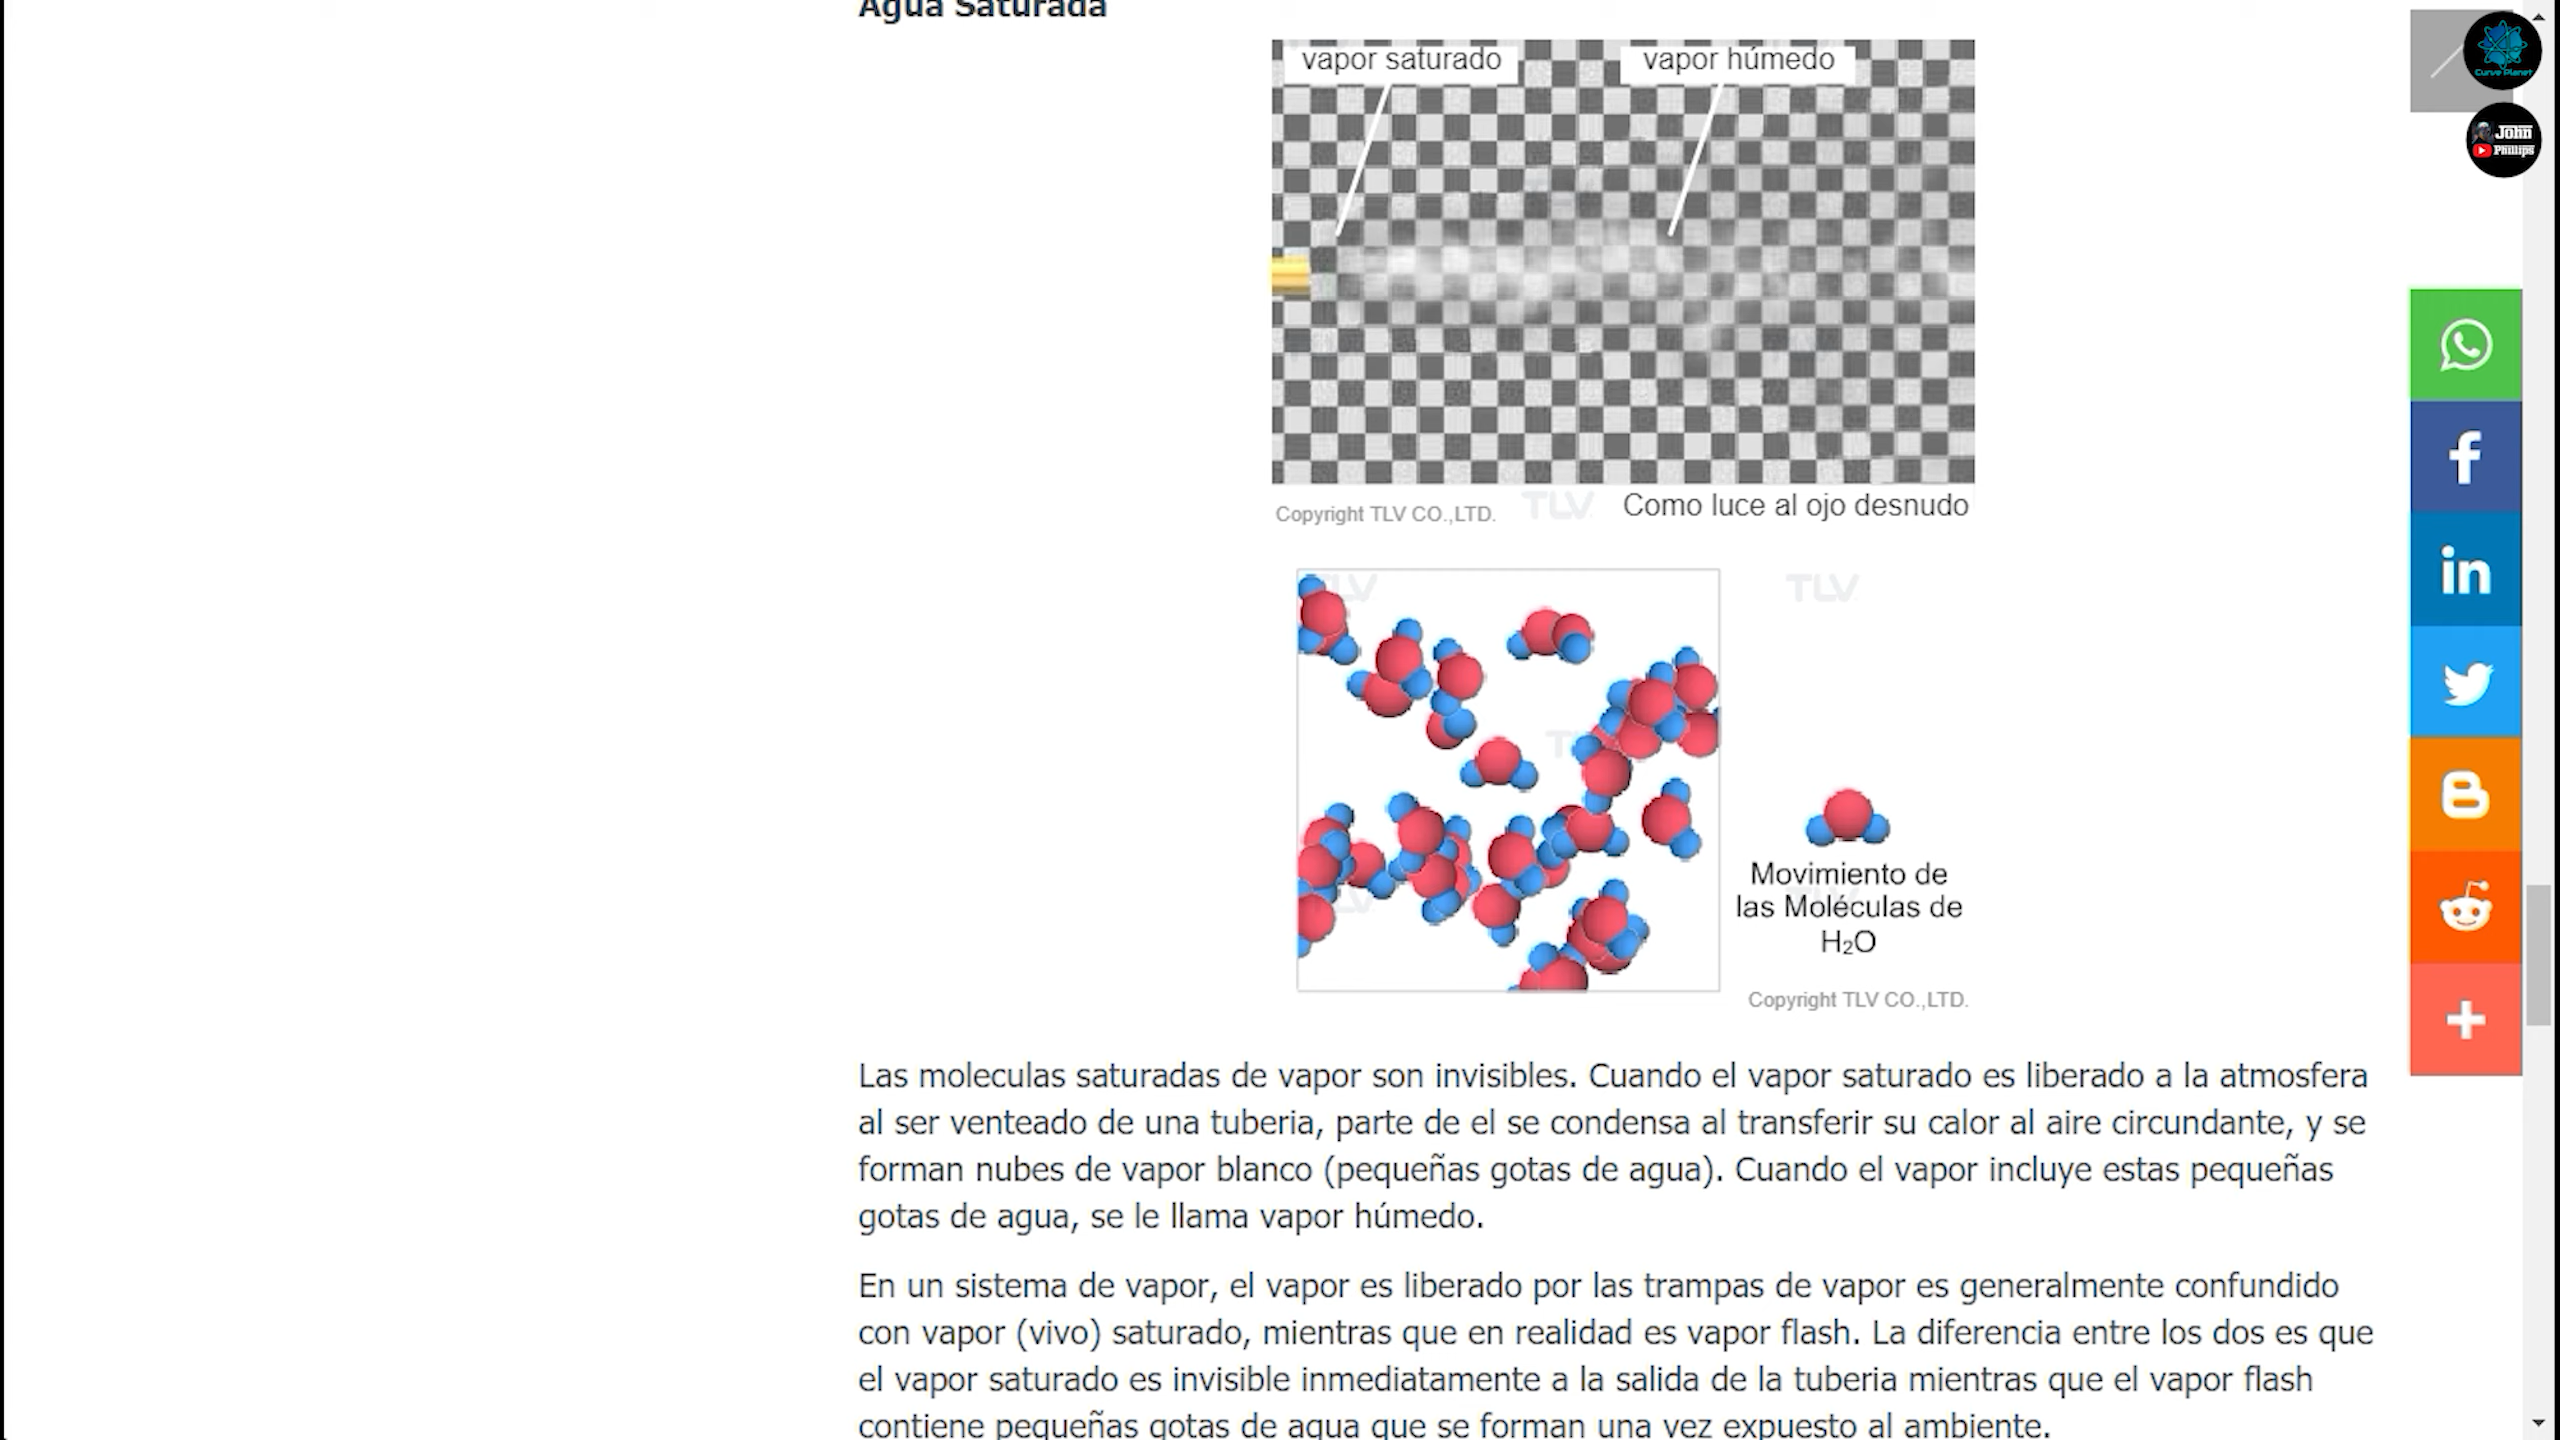 Agua Saturada
vapor saturado
vapor húmedo
Copyright TLV CO.,LTD.
TLV
Como luce al ojo desnudo
TLV
TLV
Movimiento de
las Moléculas de
H₂O
Copyright TLV CO.,LTD.
Las moleculas saturadas de vapor son invisibles. Cuando el vapor saturado es liberado a la atmosfera
al ser venteado de una tuberia, parte de el se condensa al transferir su calor al aire circundante, y se
forman nubes de vapor blanco (pequeñas gotas de agua). Cuando el vapor incluye estas pequeñas
gotas de agua, se le llama vapor húmedo.
En un sistema de vapor, el vapor es liberado por las trampas de vapor es generalmente confundido
con vapor (vivo) saturado, mientras que en realidad es vapor flash. La diferencia entre los dos es que
el vapor saturado es invisible inmediatamente a la salida de la tuberia mientras que el vapor flash
contiene pequeñas gotas de agua que se forman una vez expuesto al ambiente.
Curve Planet
John
Phillips
f
in